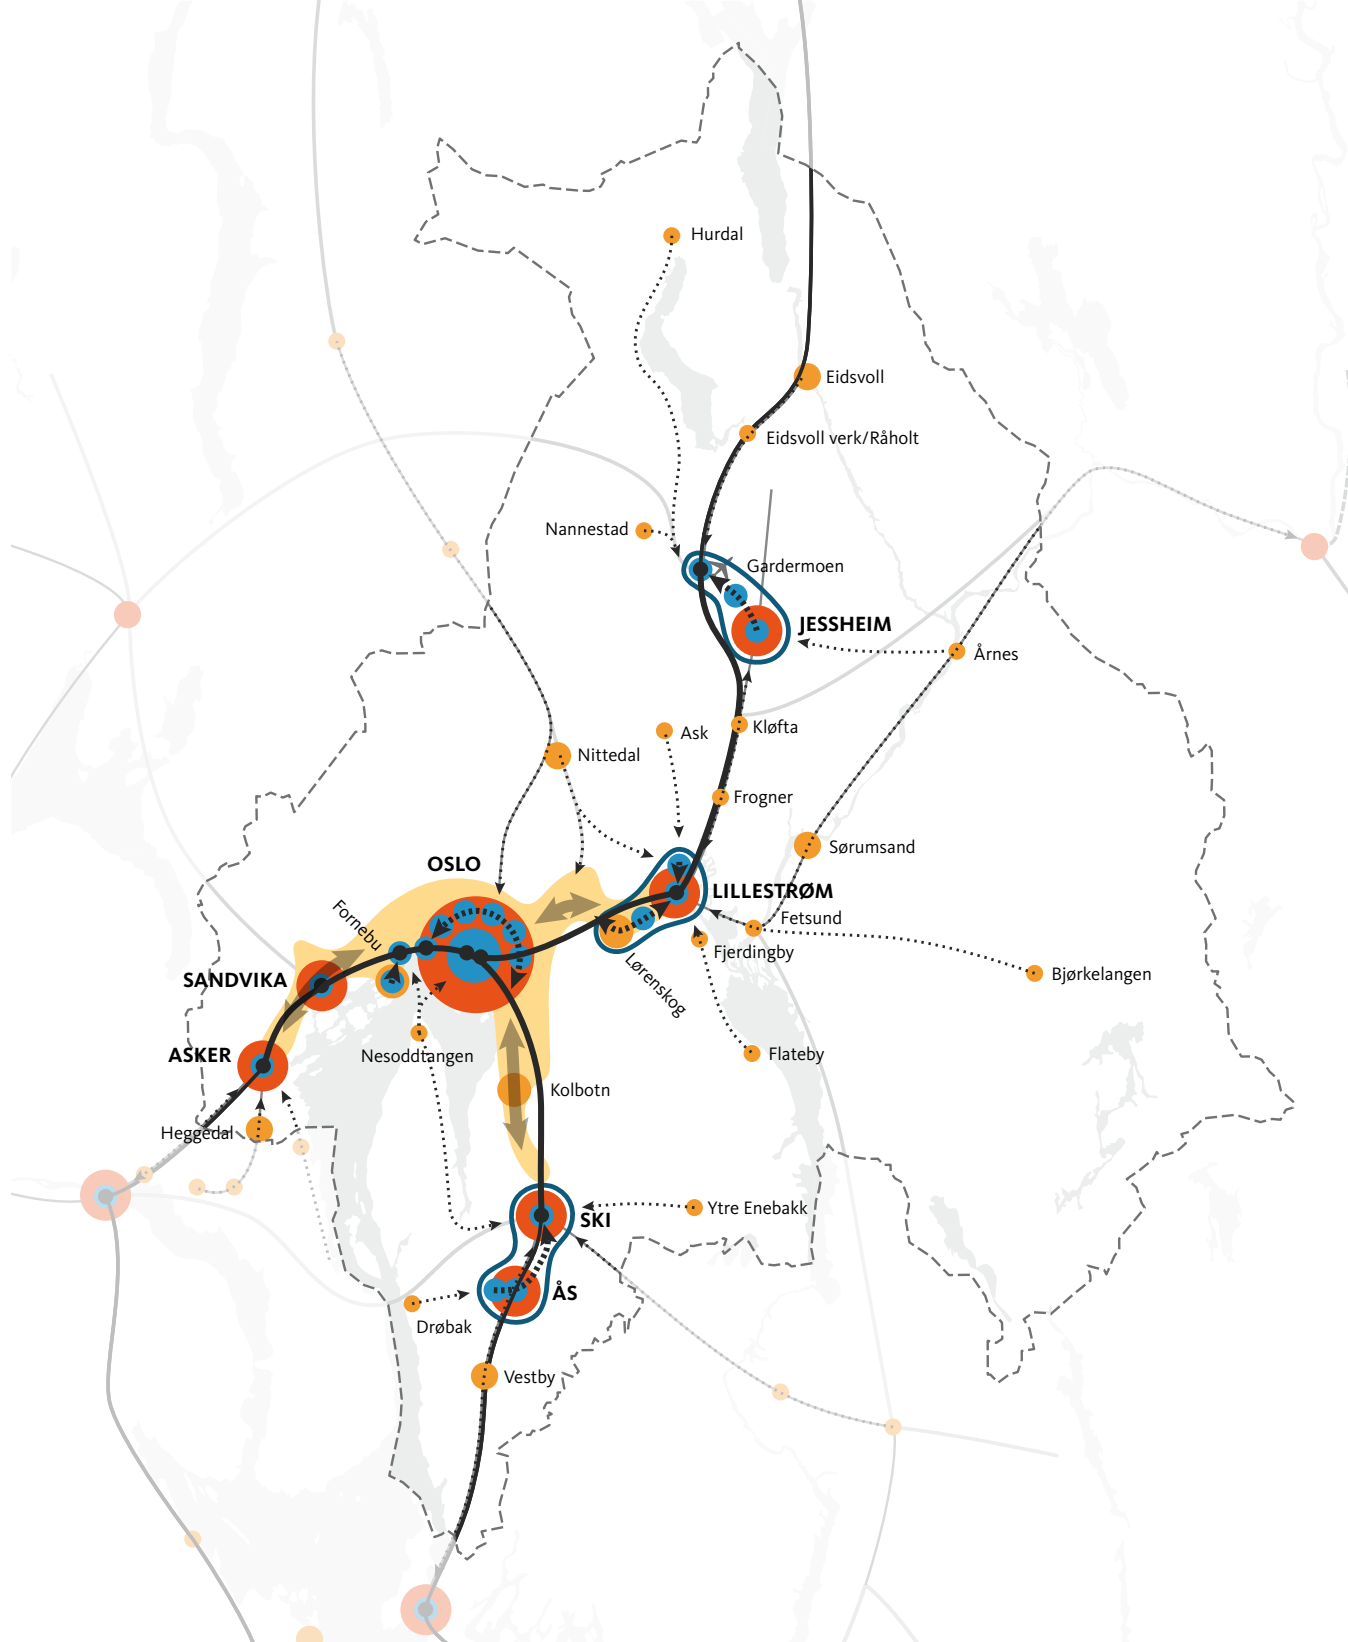 Hurdal
Eidsvoll
Eidsvoll verk/Råholt
Nannestad
Gardermoen
JESSHEIM
Årnes
Ask
Kløfta
Nittedal
Frogner
Sørumsand
OSLO
LILLESTRØM
Fetsund
Fornebu
Fjerdingby
Lørenskog
Bjørkelangen
SANDVIKA
ASKER
Nesoddtangen
Flateby
Kolbotn
Heggedal
Ytre Enebakk
SKI
ÅS
Drøbak
Vestby